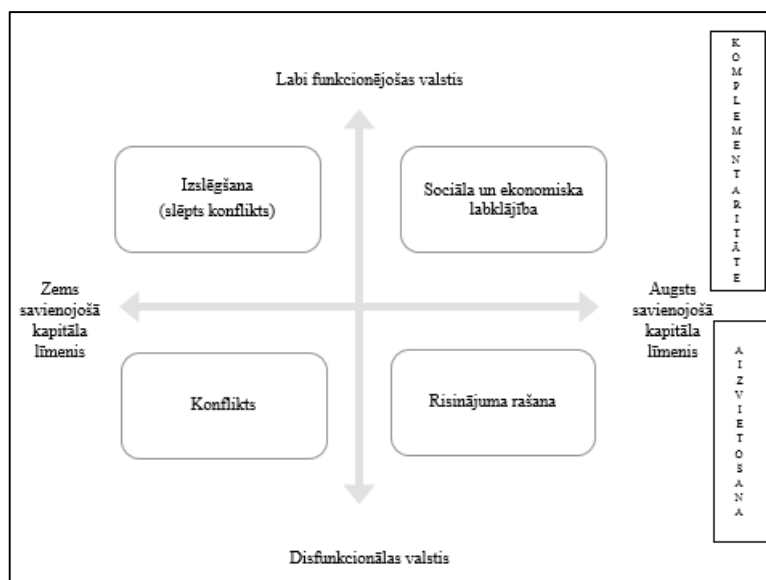 Labi funkcionējošas valstis
Izslēgšana
(slēpts konflikts)
Sociāla un ekonomiska
labklājība
Zems
savienojošā
kapitāla
līmenis
Augsts
savienojošā
kapitāla
līmenis
Konflikts
Risinājuma rašana
Disfunkcionālas valstis
KOMPLEMENTARITĀTE
AIZVIETOSANA